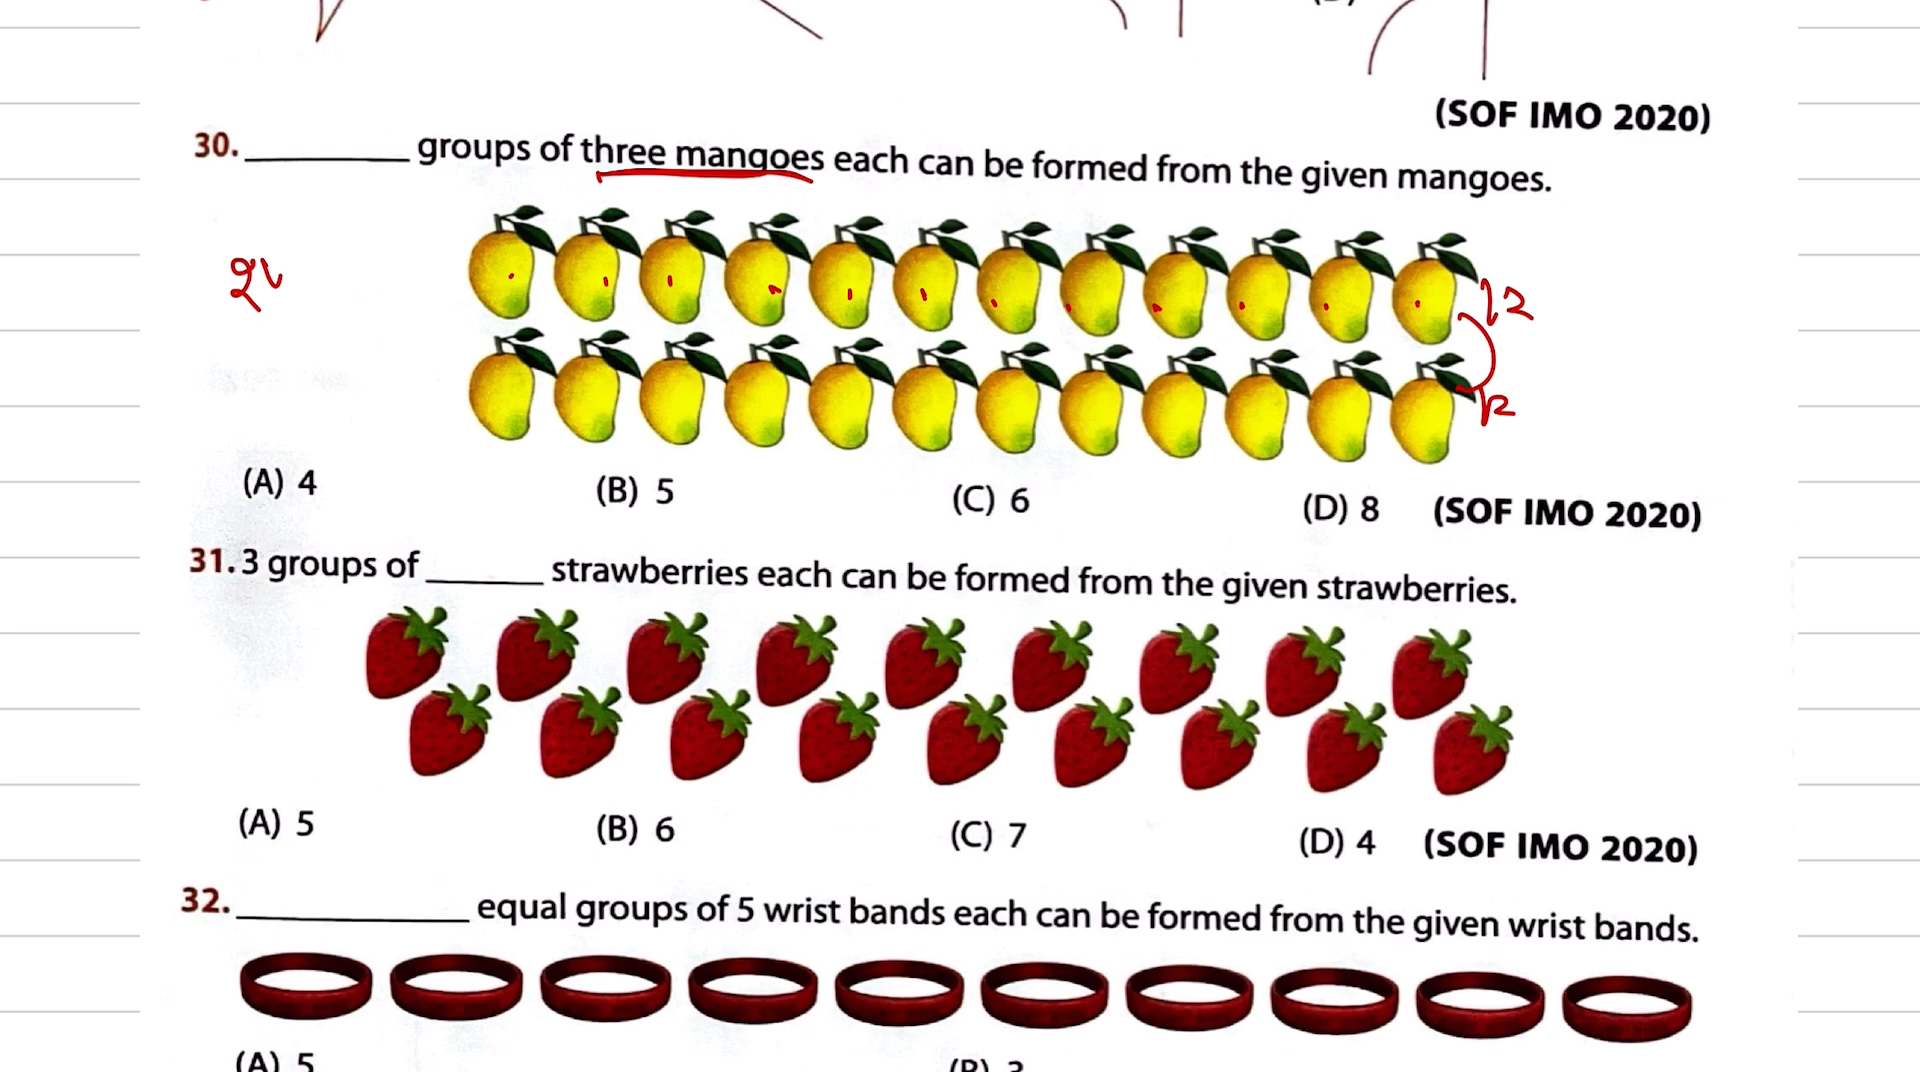 (SOF IMO 2020)
30. __________ groups of three mangoes each can be formed from the given mangoes.
12
12
(A) 4 (B) 5 (C) 6 (D) 8 (SOF IMO 2020)
31. 3 groups of _______ strawberries each can be formed from the given strawberries.
(A) 5 (B) 6 (C) 7 (D) 4 (SOF IMO 2020)
32. ______________ equal groups of 5 wrist bands each can be formed from the given wrist bands.
(A) 5